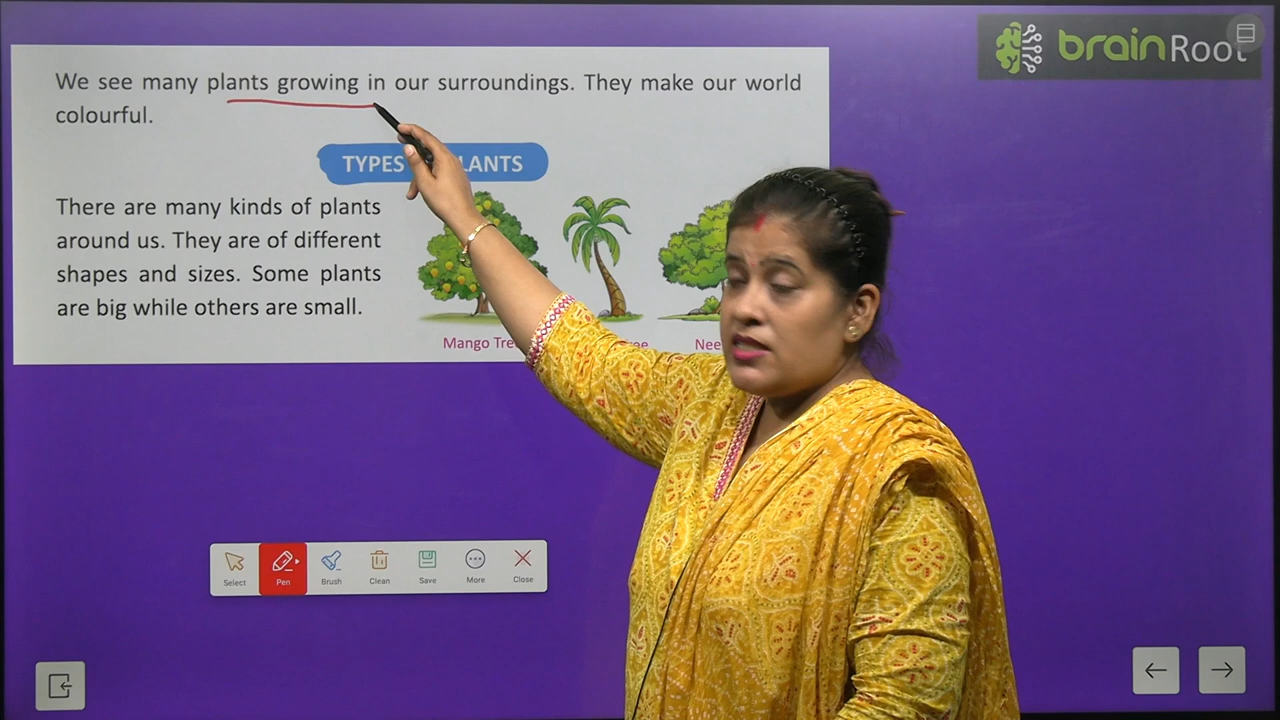 brainRoot
We see many plants growing in our surroundings. They make our world
colourful.
TYPES LANTS
There are many kinds of plants
around us. They are of different
shapes and sizes. Some plants
are big while others are small.
Mango Tre
Select Pen Brush Clean Save More Close